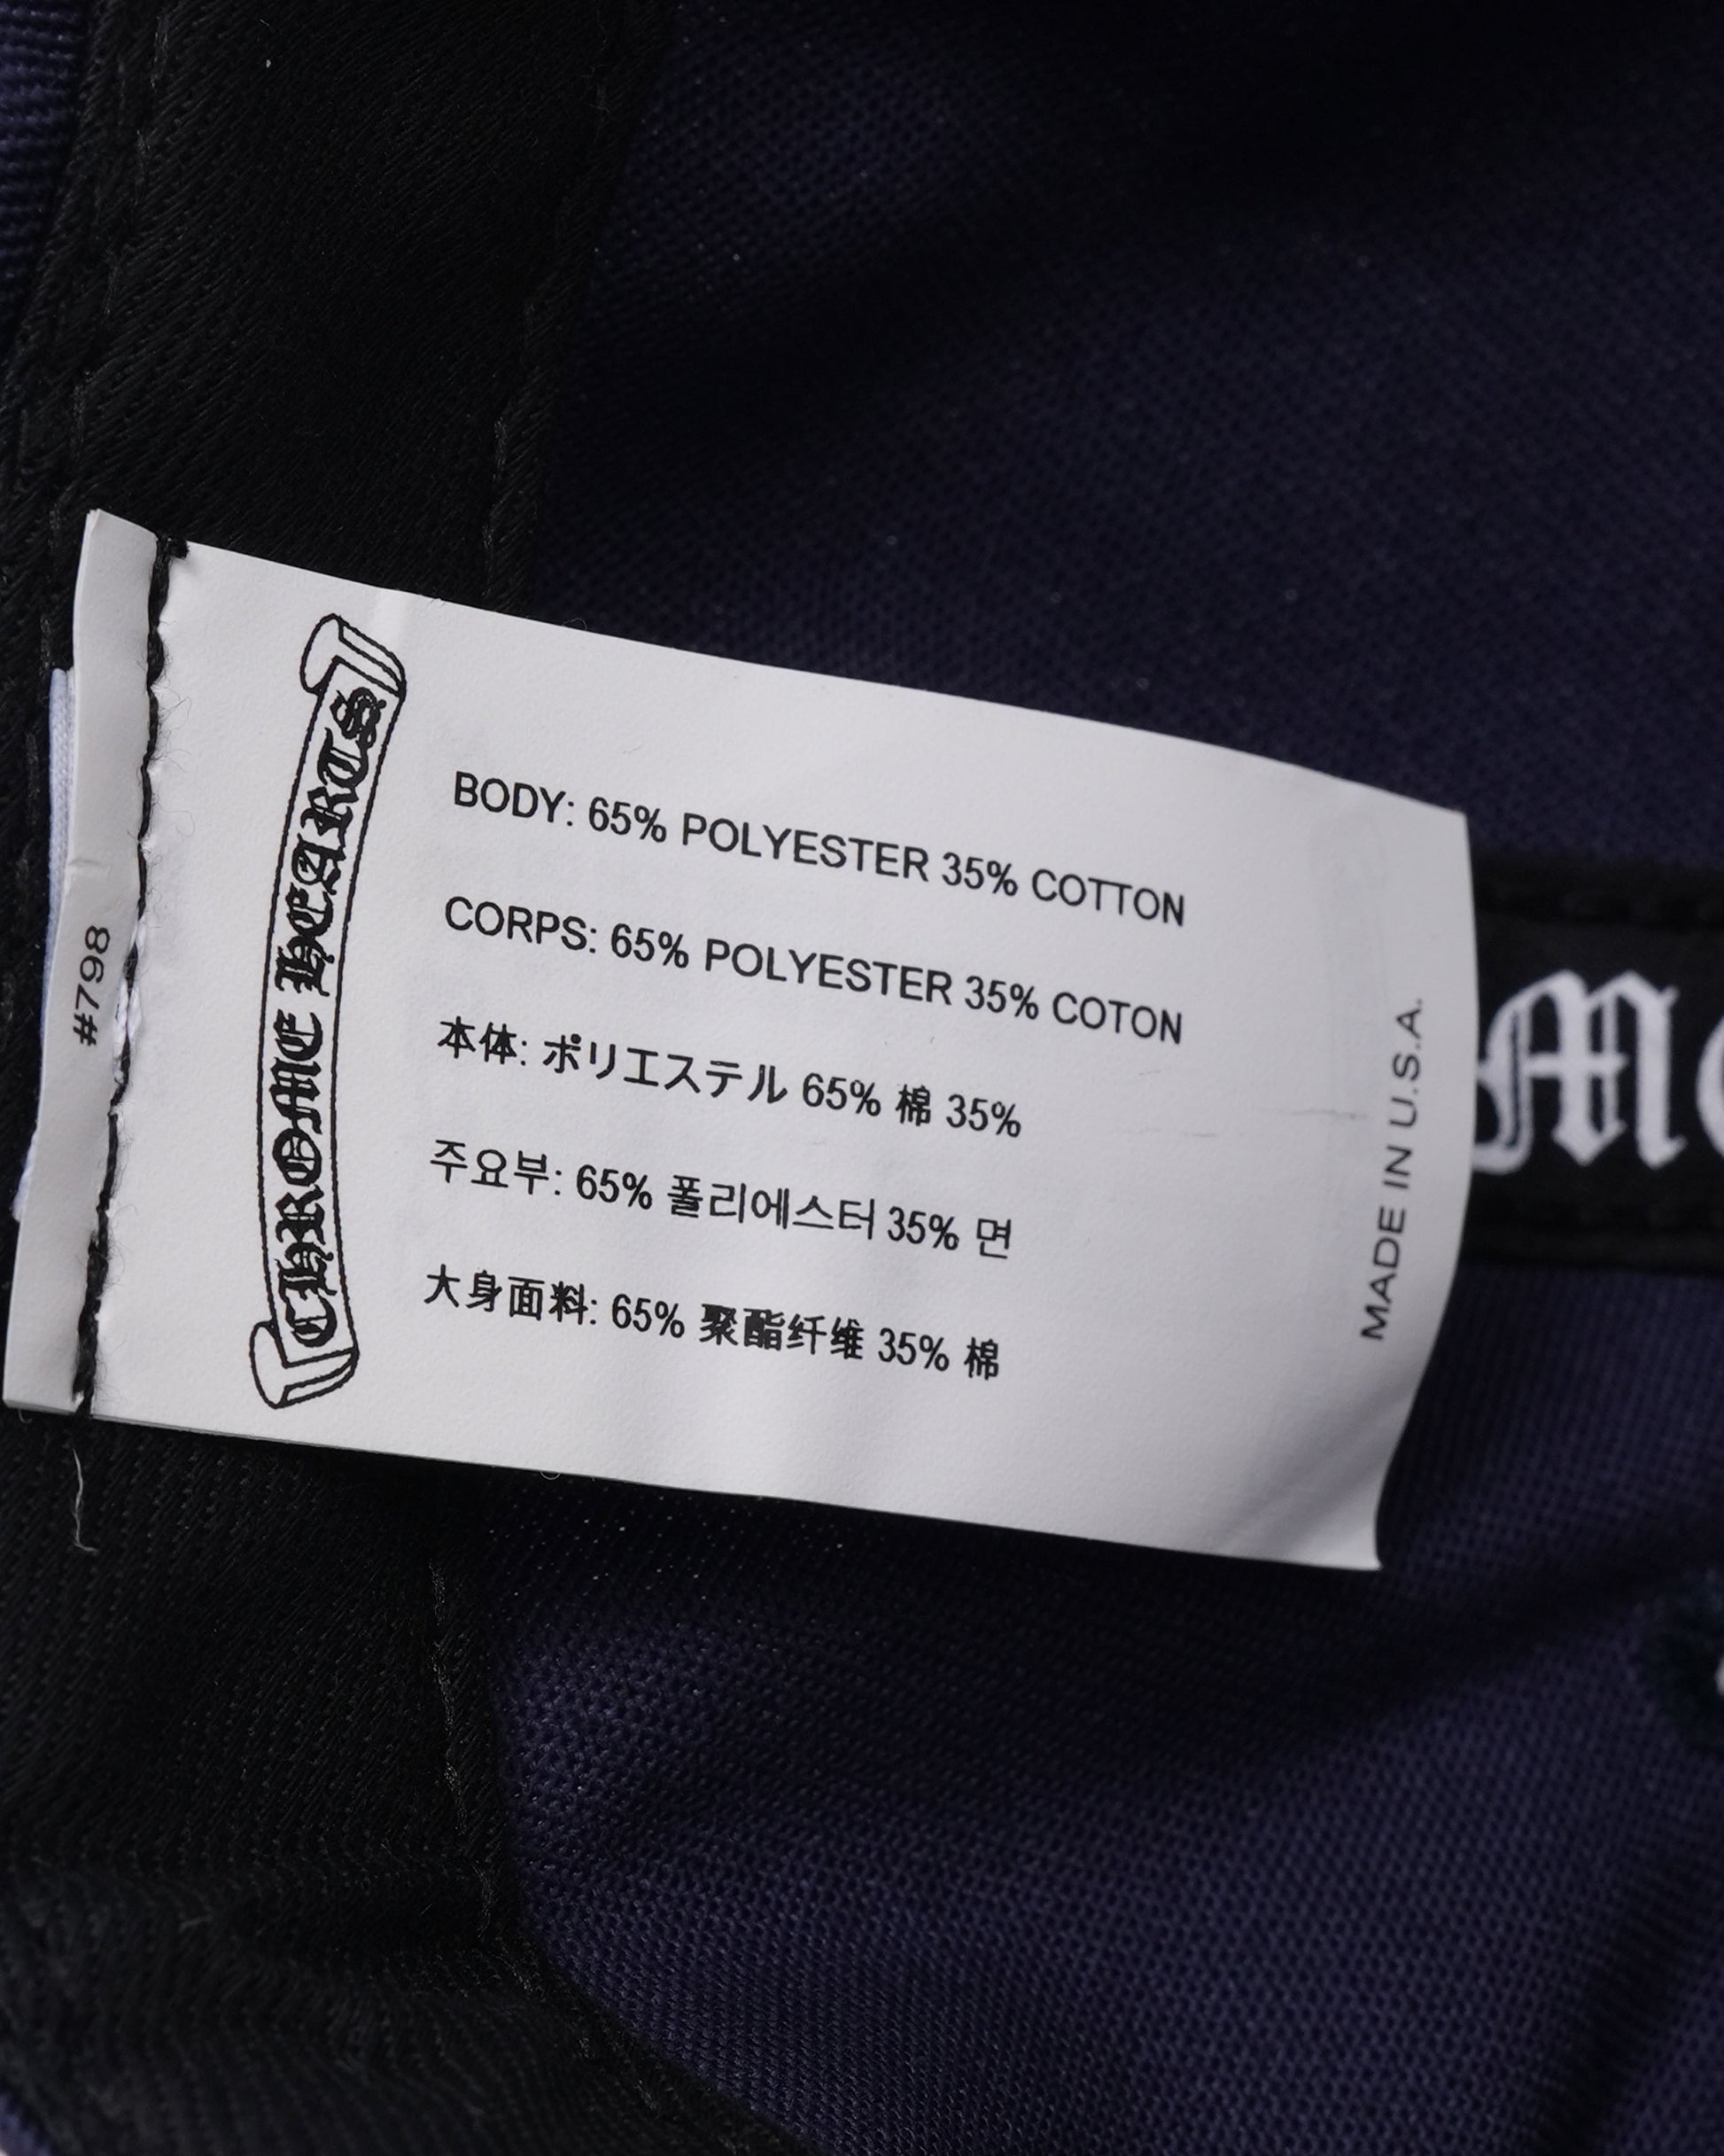 #798
CHROME HEARTS
BODY: 65% POLYESTER 35% COTTON
CORPS: 65% POLYESTER 35% COTON
本体: ポリエステル 65% 棉 35%
주요부: 65% 폴리에스터 35% 면
大身面料: 65% 聚酯纤维 35% 棉
MADE IN U.S.A.